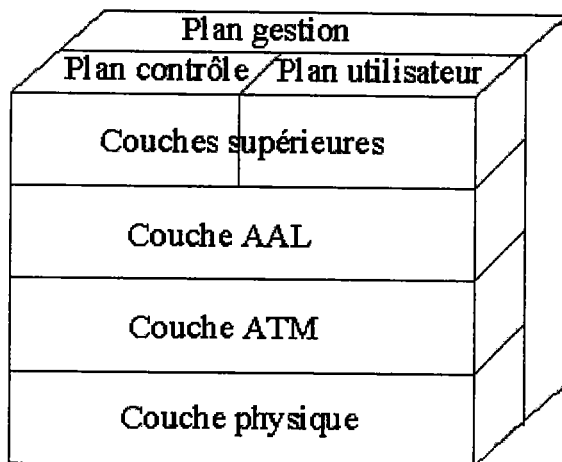 Plan gestion
Plan contrôle Plan utilisateur
Couches supérieures
Couche AAL
Couche ATM
Couche physique